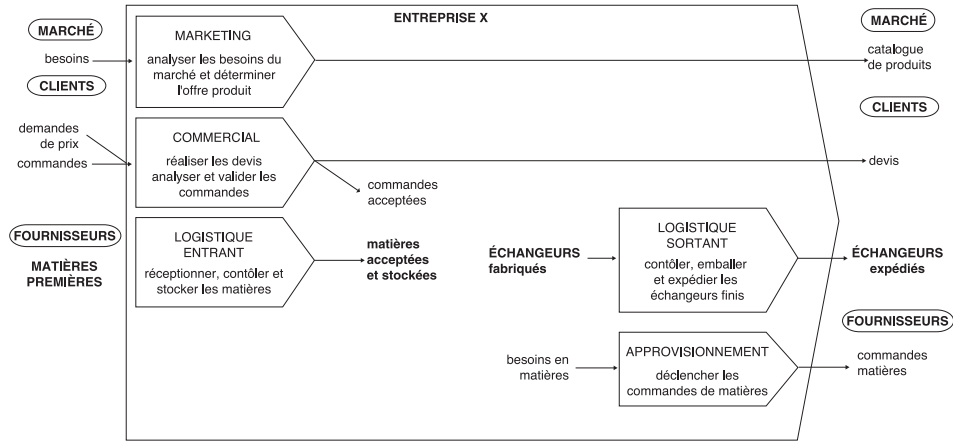 ENTREPRISE X
MARCHÉ
besoins
CLIENTS
MARKETING
analyser les besoins du
marché et déterminer
l'offre produit
MARCHÉ
catalogue
de produits
CLIENTS
demandes
de prix
commandes
COMMERCIAL
réaliser les devis
analyser et valider les
commandes
commandes
acceptées
devis
FOURNISSEURS
MATIÈRES
PREMIÈRES
LOGISTIQUE
ENTRANT
réceptionner, contôler et
stocker les matières
matières
acceptées
et stockées
ÉCHANGEURS
fabriqués
LOGISTIQUE
SORTANT
contôler, emballer
et expédier les
échangeurs finis
ÉCHANGEURS
expédiés
FOURNISSEURS
besoins en
matières
APPROVISIONNEMENT
déclencher les
commandes de matières
commandes
matières